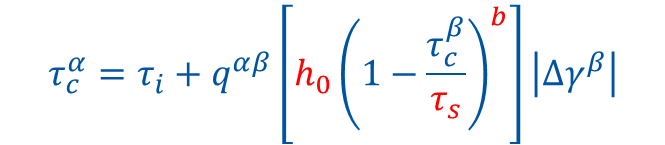 τ_c^α = τ_i + q^{αβ} [h_0 (1 − τ_c^β / τ_s)^b] |Δγ^β|